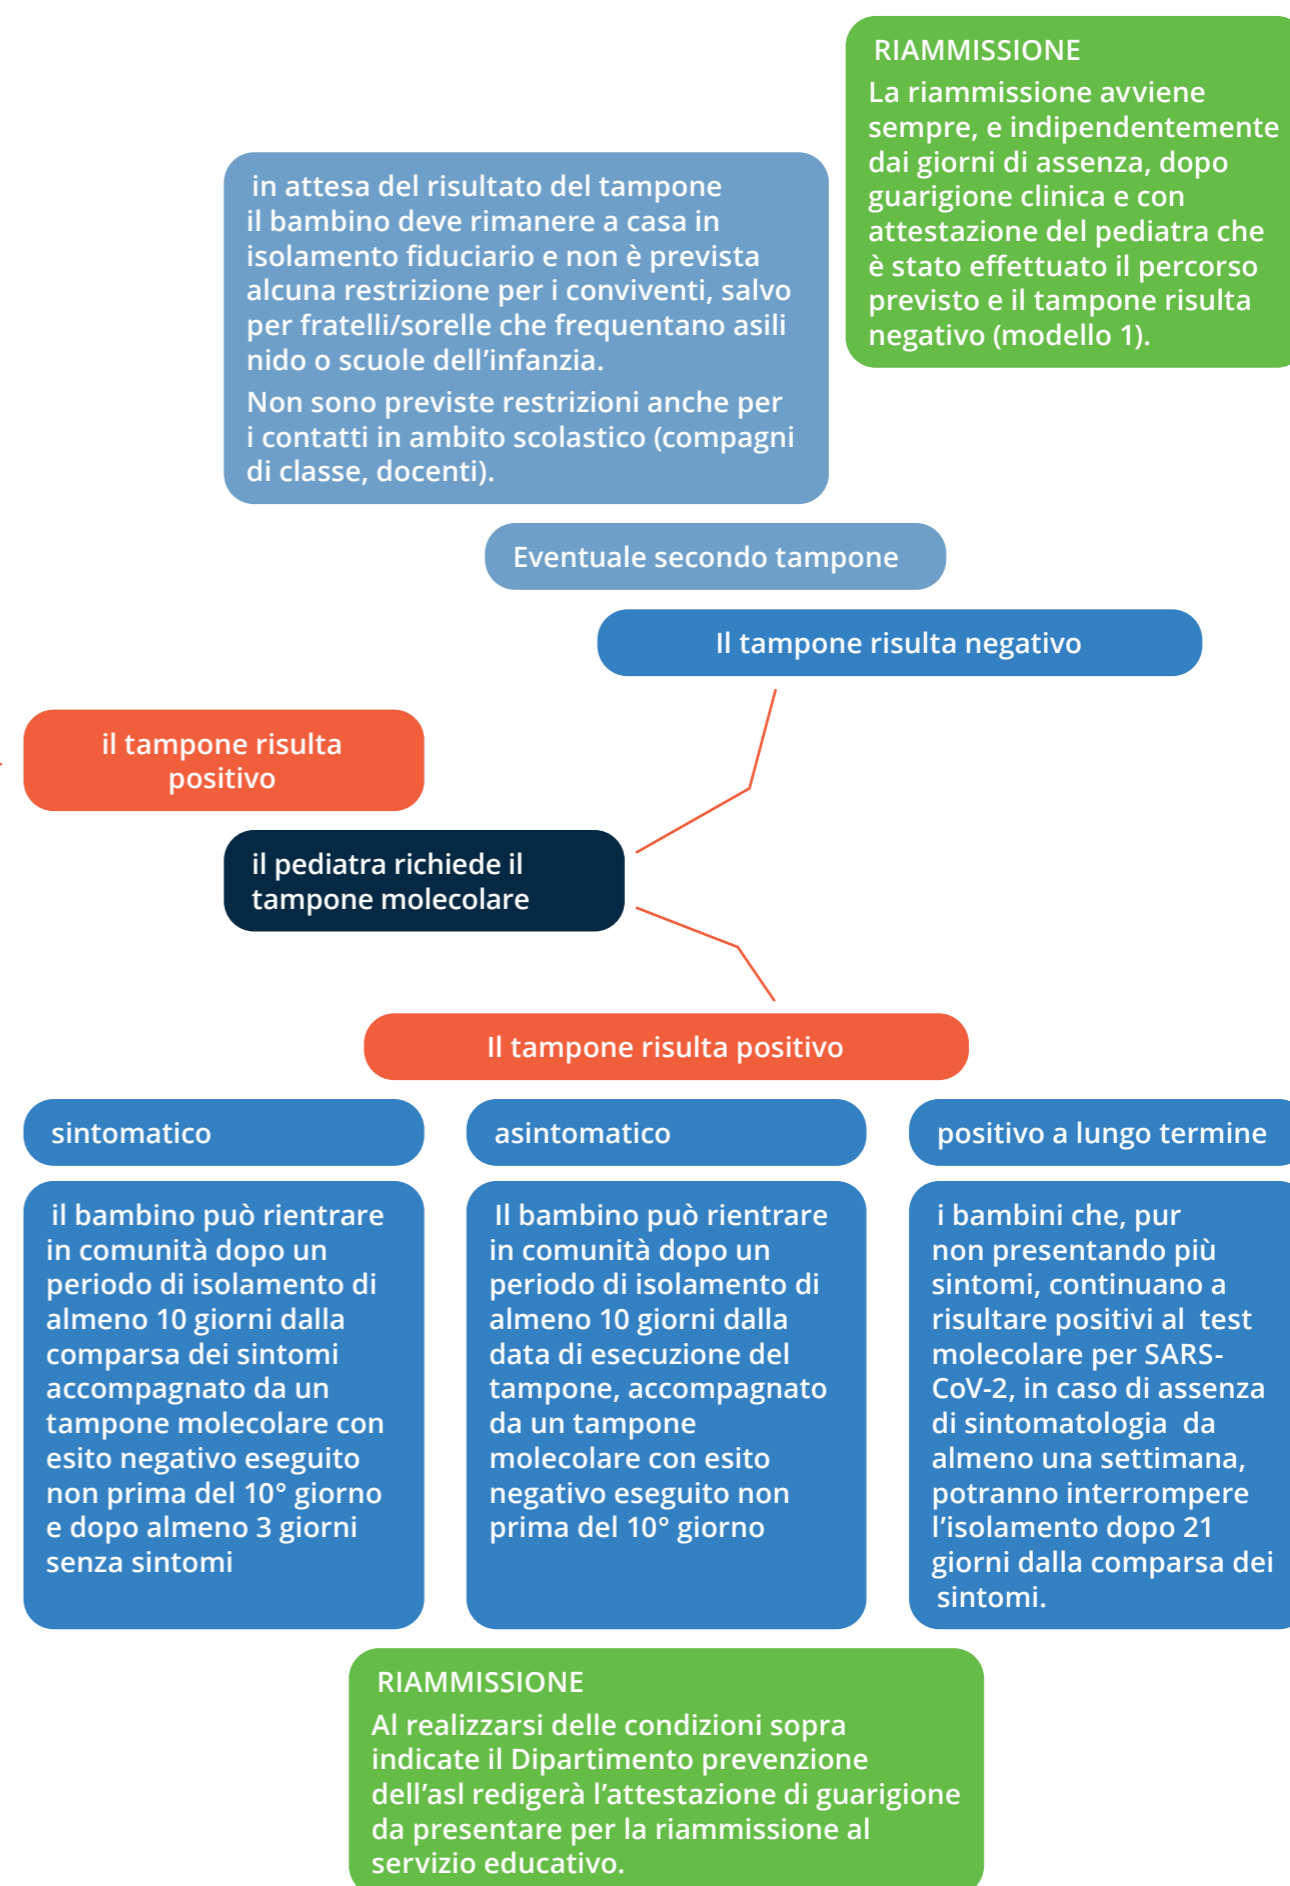 RIAMMISSIONE
La riammissione avviene
sempre, e indipendentemente
dai giorni di assenza, dopo
guarigione clinica e con
attestazione del pediatra che
è stato effettuato il percorso
previsto e il tampone risulta
negativo (modello 1).
in attesa del risultato del tampone
il bambino deve rimanere a casa in
isolamento fiduciario e non è prevista
alcuna restrizione per i conviventi, salvo
per fratelli/sorelle che frequentano asili
nido o scuole dell’infanzia.
Non sono previste restrizioni anche per
i contatti in ambito scolastico (compagni
di classe, docenti).
Eventuale secondo tampone
Il tampone risulta negativo
il tampone risulta
positivo
il pediatra richiede il
tampone molecolare
Il tampone risulta positivo
sintomatico
il bambino può rientrare
in comunità dopo un
periodo di isolamento di
almeno 10 giorni dalla
comparsa dei sintomi
accompagnato da un
tampone molecolare con
esito negativo eseguito
non prima del 10° giorno
e dopo almeno 3 giorni
senza sintomi
asintomatico
Il bambino può rientrare
in comunità dopo un
periodo di isolamento di
almeno 10 giorni dalla
data di esecuzione del
tampone, accompagnato
da un tampone
molecolare con esito
negativo eseguito non
prima del 10° giorno
positivo a lungo termine
i bambini che, pur
non presentando più
sintomi, continuano a
risultare positivi al  test
molecolare per SARS-
CoV-2, in caso di assenza
di sintomatologia  da
almeno una settimana,
potranno interrompere
l’isolamento dopo 21
giorni dalla comparsa dei
sintomi.
RIAMMISSIONE
Al realizzarsi delle condizioni sopra
indicate il Dipartimento prevenzione
dell’asl redigerà l’attestazione di guarigione
da presentare per la riammissione al
servizio educativo.